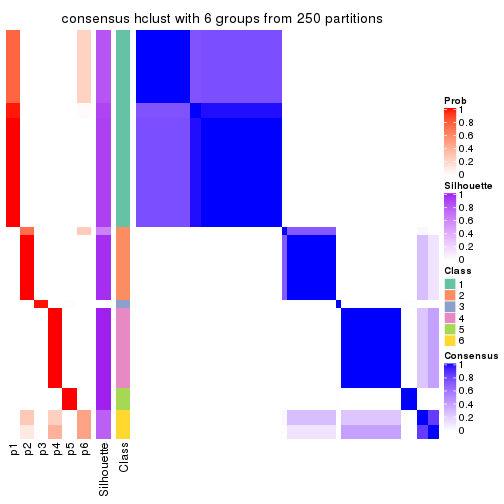 consensus hclust with 6 groups from 250 partitions
Prob
1
0.8
0.6
0.4
0.2
0
Silhouette
1
0.8
0.6
0.4
0.2
0
Class
1
2
3
4
5
6
Consensus
1
0.8
0.6
0.4
0.2
0
p1
p2
p3
p4
p5
p6
Silhouette
Class